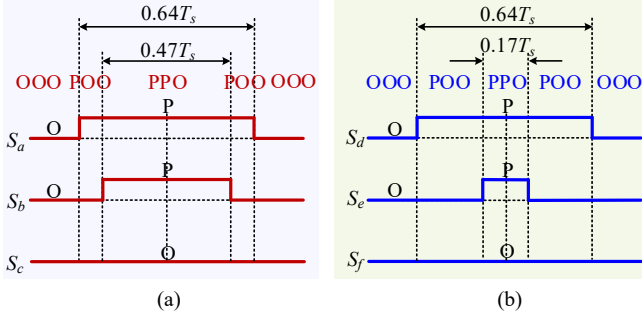 0.64Ts 0.64Ts
0.47Ts 0.17Ts
OOO POO PPO POO OOO OOO POO PPO POO OOO
P P
Sa O Sd O
P P
Sb O Se O
O O
Sc Sf
(a) (b)